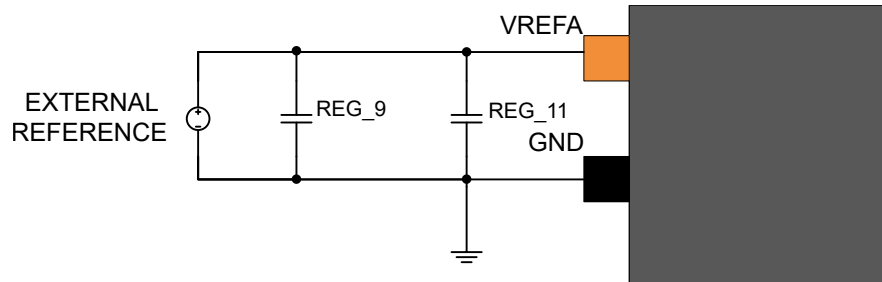 VREFA
EXTERNAL
REFERENCE
+
-
REG_9
REG_11
GND